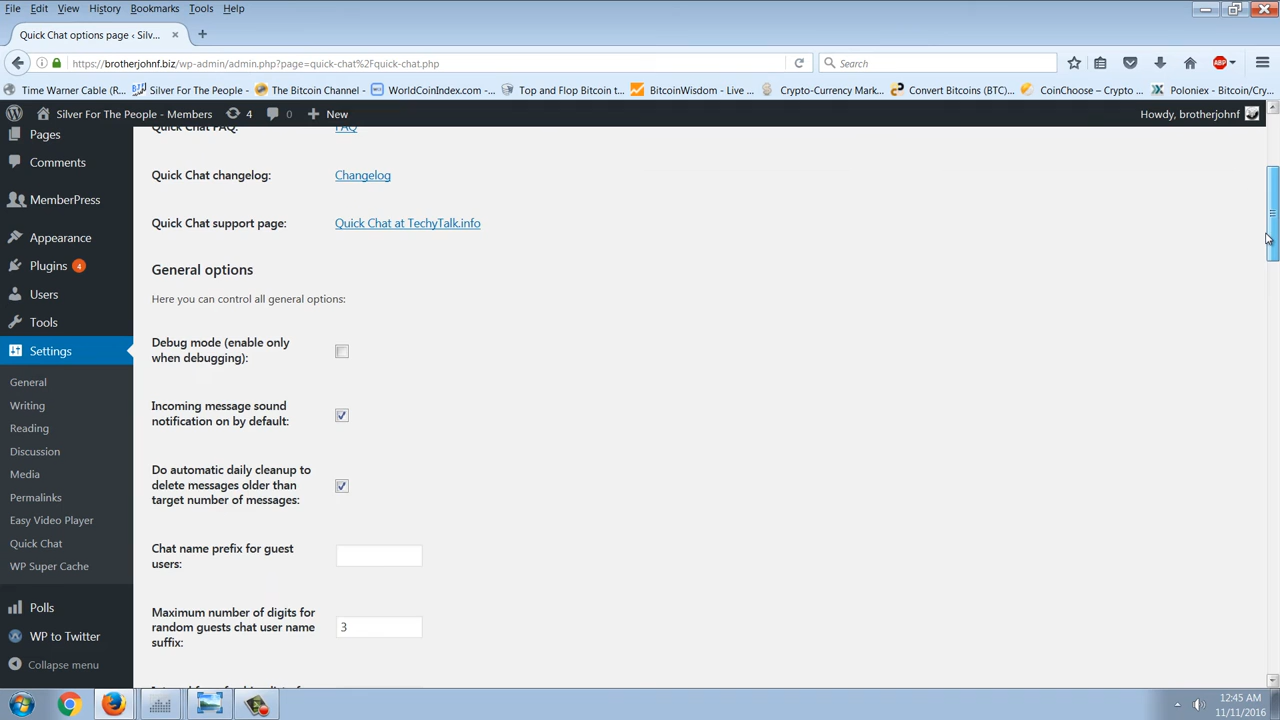 File Edit View History Bookmarks Tools Help
Quick Chat options page ‹ Silv...
https://brotherjohnf.biz/wp-admin/admin.php?page=quick-chat%2Fquick-chat.php
Search
ABP
Time Warner Cable (R... Silver For The People - ... The Bitcoin Channel WorldCoinIndex.com -... Top and Flop Bitcoin t... BitcoinWisdom - Live ... Crypto-Currency Mark... Convert Bitcoins (BTC)... CoinChoose – Crypto ... Poloniex - Bitcoin/Cry...
Silver For The People - Members 4 0 New Howdy, brotherjohnf
Pages
Comments
MemberPress
Appearance
Plugins 4
Users
Tools
Settings
General
Writing
Reading
Discussion
Media
Permalinks
Easy Video Player
Quick Chat
WP Super Cache
Polls
WP to Twitter
Collapse menu
Quick Chat FAQ: FAQ
Quick Chat changelog: Changelog
Quick Chat support page: Quick Chat at TechyTalk.info
General options
Here you can control all general options:
Debug mode (enable only
when debugging):
Incoming message sound
notification on by default:
Do automatic daily cleanup to
delete messages older than
target number of messages:
Chat name prefix for guest
users:
Maximum number of digits for
random guests chat user name
suffix:
3
12:45 AM
11/11/2016